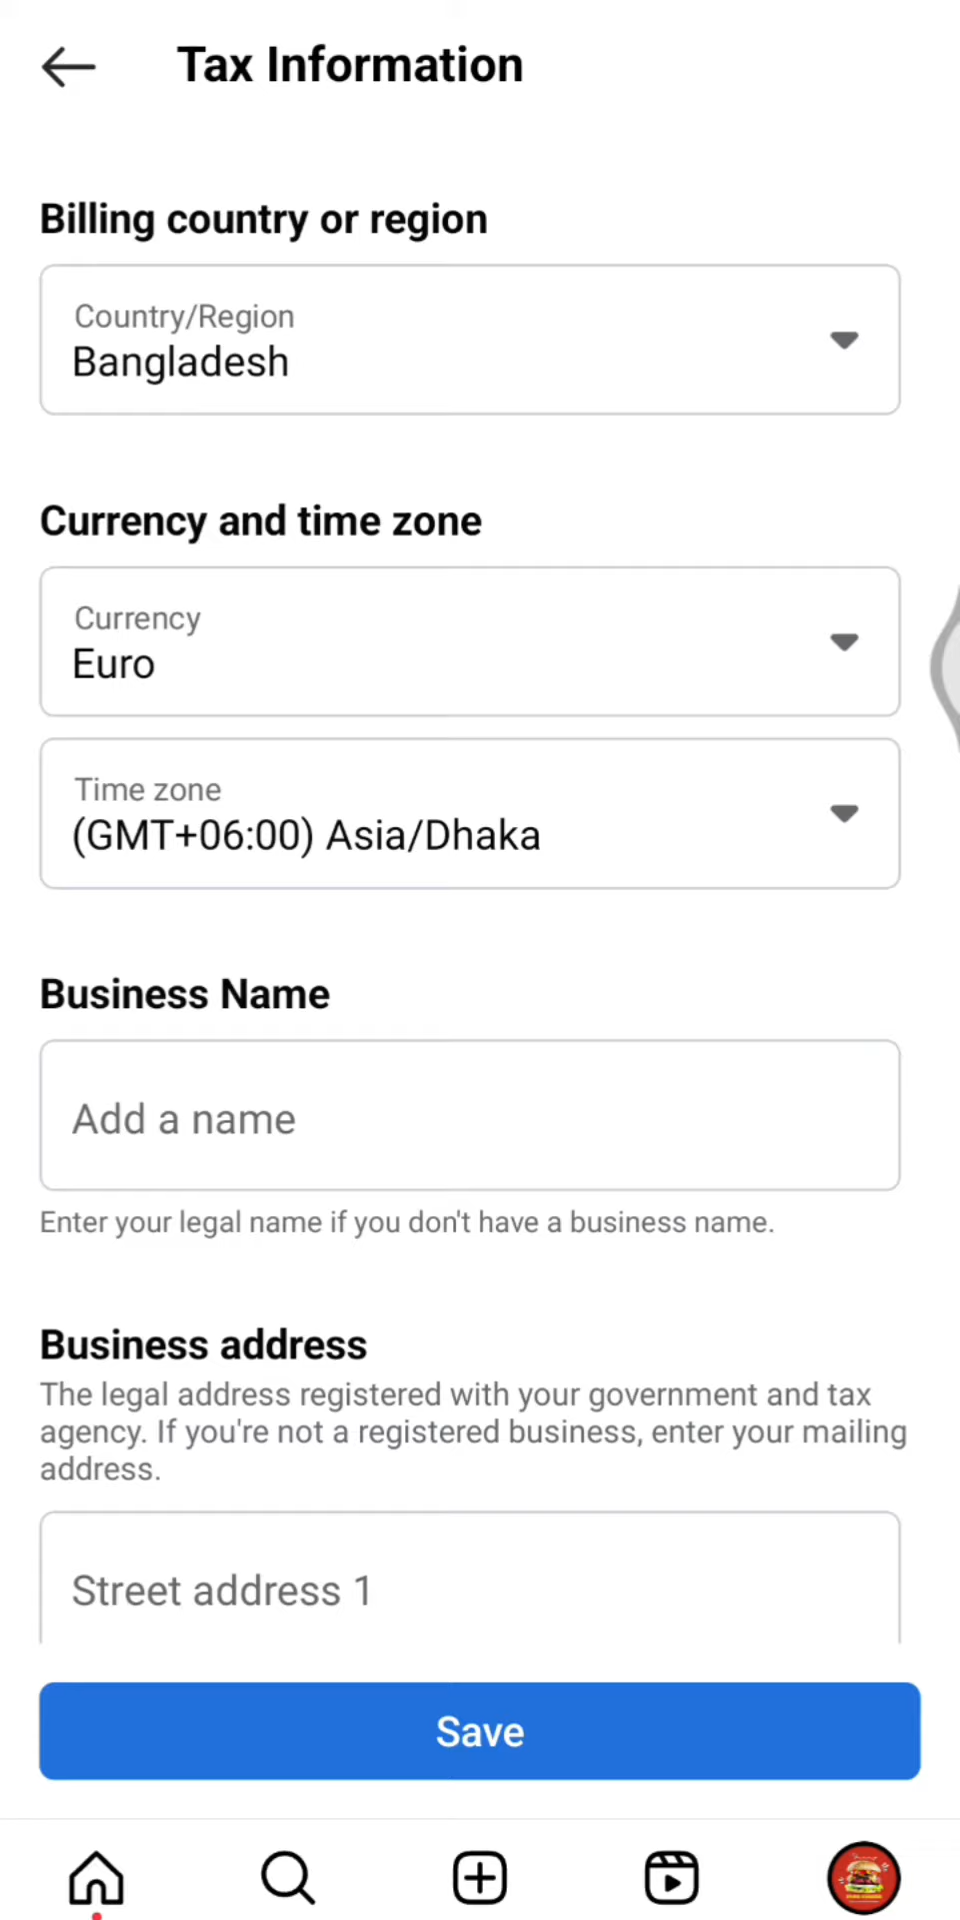 Tax Information
Billing country or region
Country/Region
Bangladesh
Currency and time zone
Currency
Euro
Time zone
(GMT+06:00) Asia/Dhaka
Business Name
Add a name
Enter your legal name if you don't have a business name.
Business address
The legal address registered with your government and tax
agency. If you're not a registered business, enter your mailing
address.
Street address 1
Save